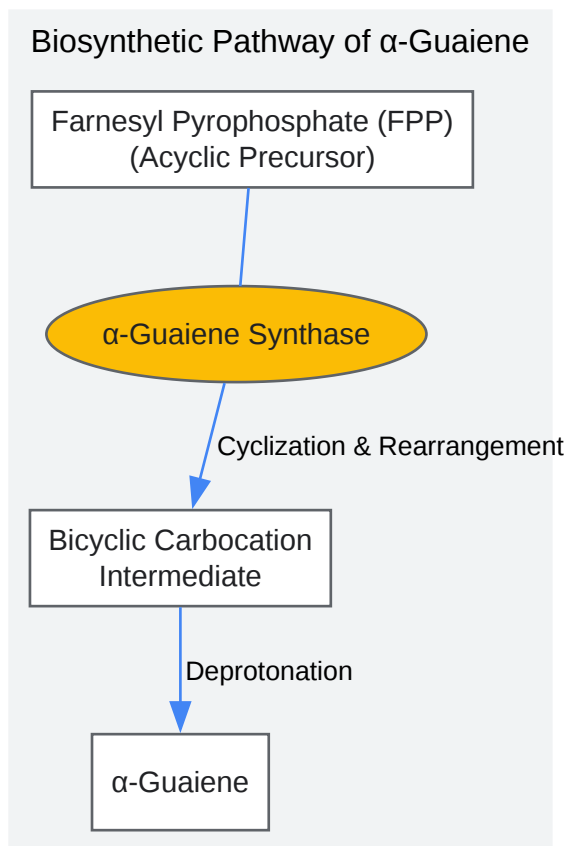 Biosynthetic Pathway of α-Guaiene
Farnesyl Pyrophosphate (FPP)
(Acyclic Precursor)
α-Guaiene Synthase
Cyclization & Rearrangement
Bicyclic Carbocation
Intermediate
Deprotonation
α-Guaiene